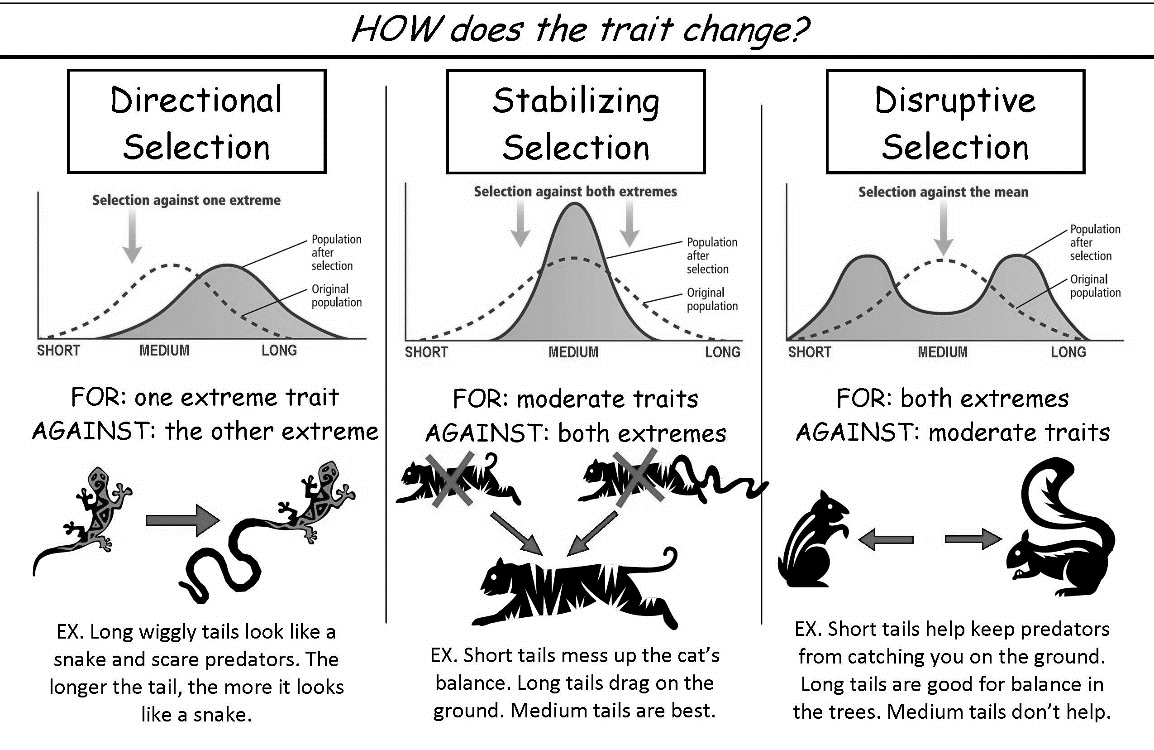 HOW does the trait change?
Directional
Selection
Selection against one extreme
Population
after
selection
Original
population
SHORT MEDIUM LONG
FOR: one extreme trait
AGAINST: the other extreme
EX. Long wiggly tails look like a
snake and scare predators. The
longer the tail, the more it looks
like a snake.
Stabilizing
Selection
Selection against both extremes
Population
after
selection
Original
population
SHORT MEDIUM LONG
FOR: moderate traits
AGAINST: both extremes
EX. Short tails mess up the cat's
balance. Long tails drag on the
ground. Medium tails are best.
Disruptive
Selection
Selection against the mean
Population
after
selection
Original
population
SHORT MEDIUM LONG
FOR: both extremes
AGAINST: moderate traits
EX. Short tails help keep predators
from catching you on the ground.
Long tails are good for balance in
the trees. Medium tails don't help.